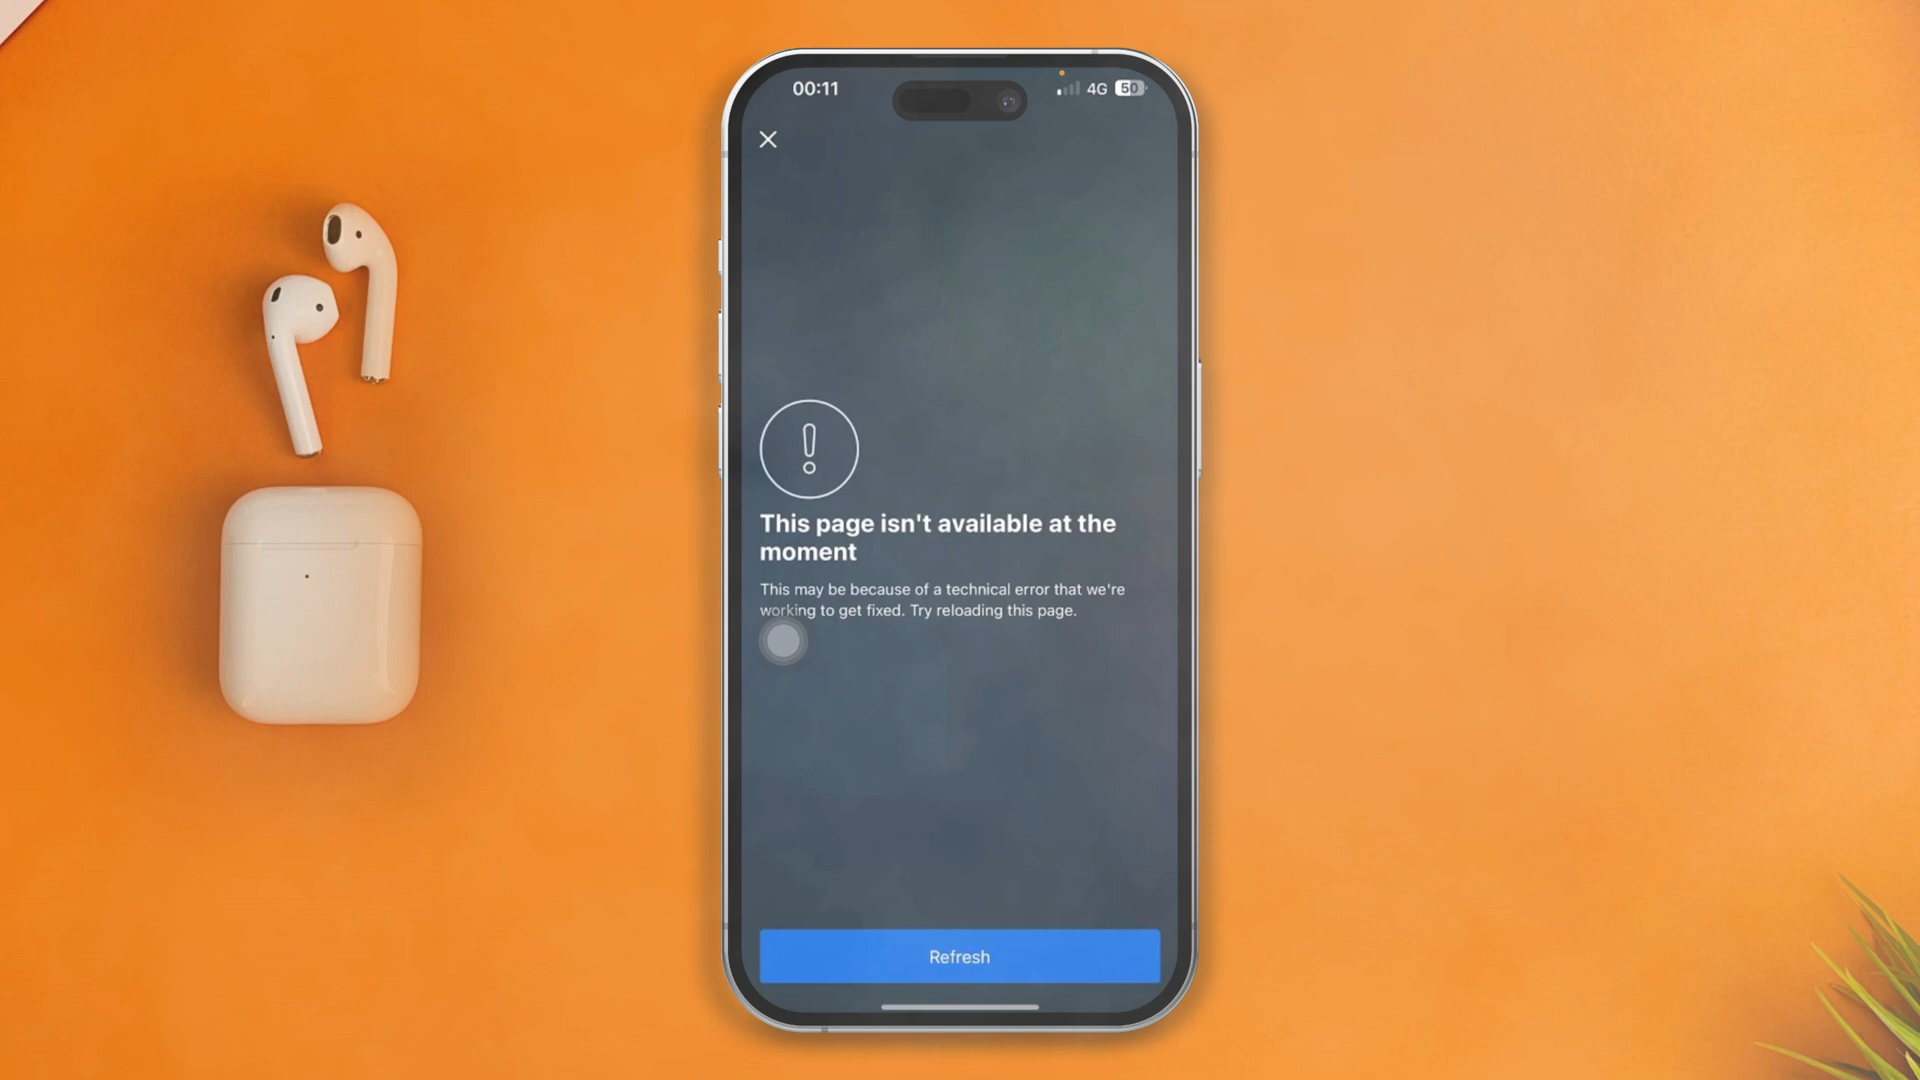 00:11
4G 50
This page isn't available at the
moment
This may be because of a technical error that we're
working to get fixed. Try reloading this page.
Refresh